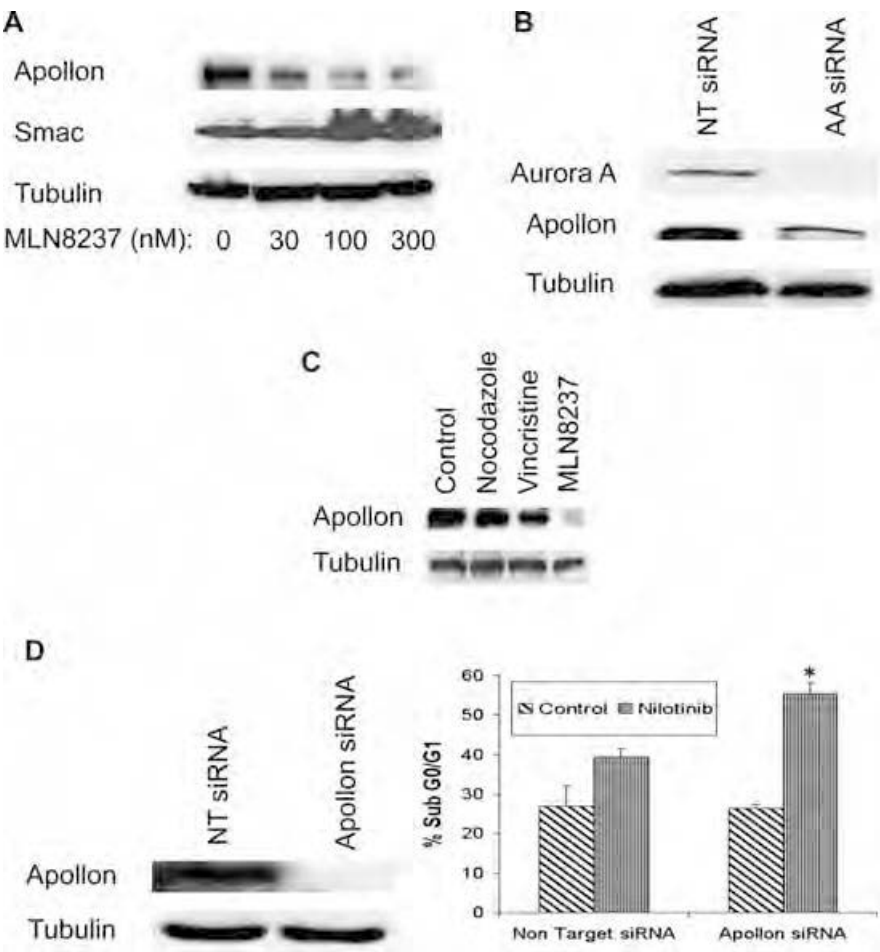 A
Apollon
Smac
Tubulin
MLN8237 (nM): 0 30 100 300
B
NT siRNA
AA siRNA
Aurora A
Apollon
Tubulin
C
Control
Nocodazole
Vincristine
MLN8237
Apollon
Tubulin
D
NT siRNA
Apollon siRNA
Apollon
Tubulin
% Sub G0/G1
60
50
40
30
20
10
0
Control Nilotinib
*
Non Target siRNA Apollon siRNA